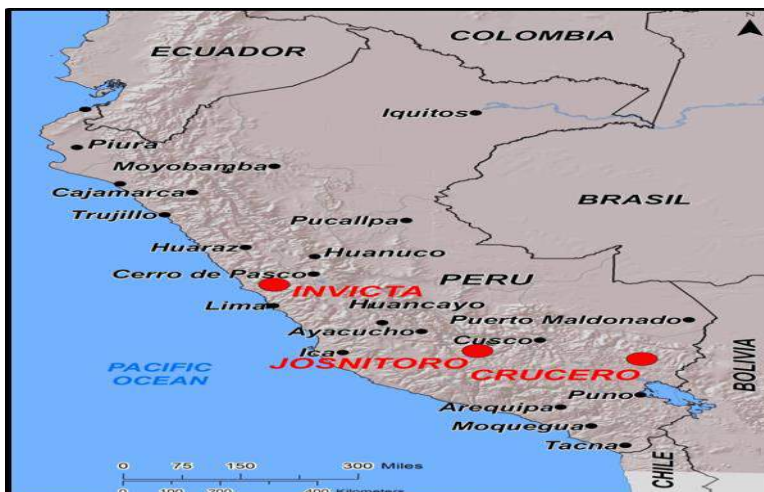 COLOMBIA
ECUADOR
Iquitos
Piura
Moyobamba
Cajamarca
BRASIL
Trujillo
Pucallpa
Huaraz
Huanuco
Cerro de Pasco
PERU
INVICTA
Lima
Huancayo
Puerto Maldonado
Ayacucho
Cusco
Ica
JOSNITORO
CRUCERO
BOLIVIA
PACIFIC
OCEAN
Puno
Arequipa
Moquegua
Tacna
CHILE
0 75 150 300 Miles